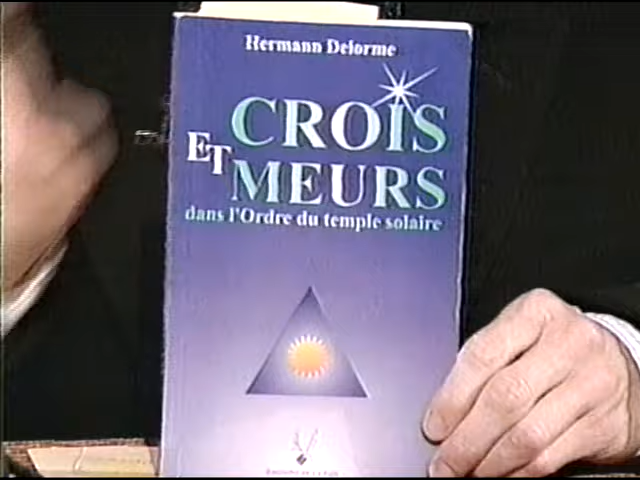 Hermann Delorme
CROIS
ET
MEURS
dans l'Ordre du temple solaire